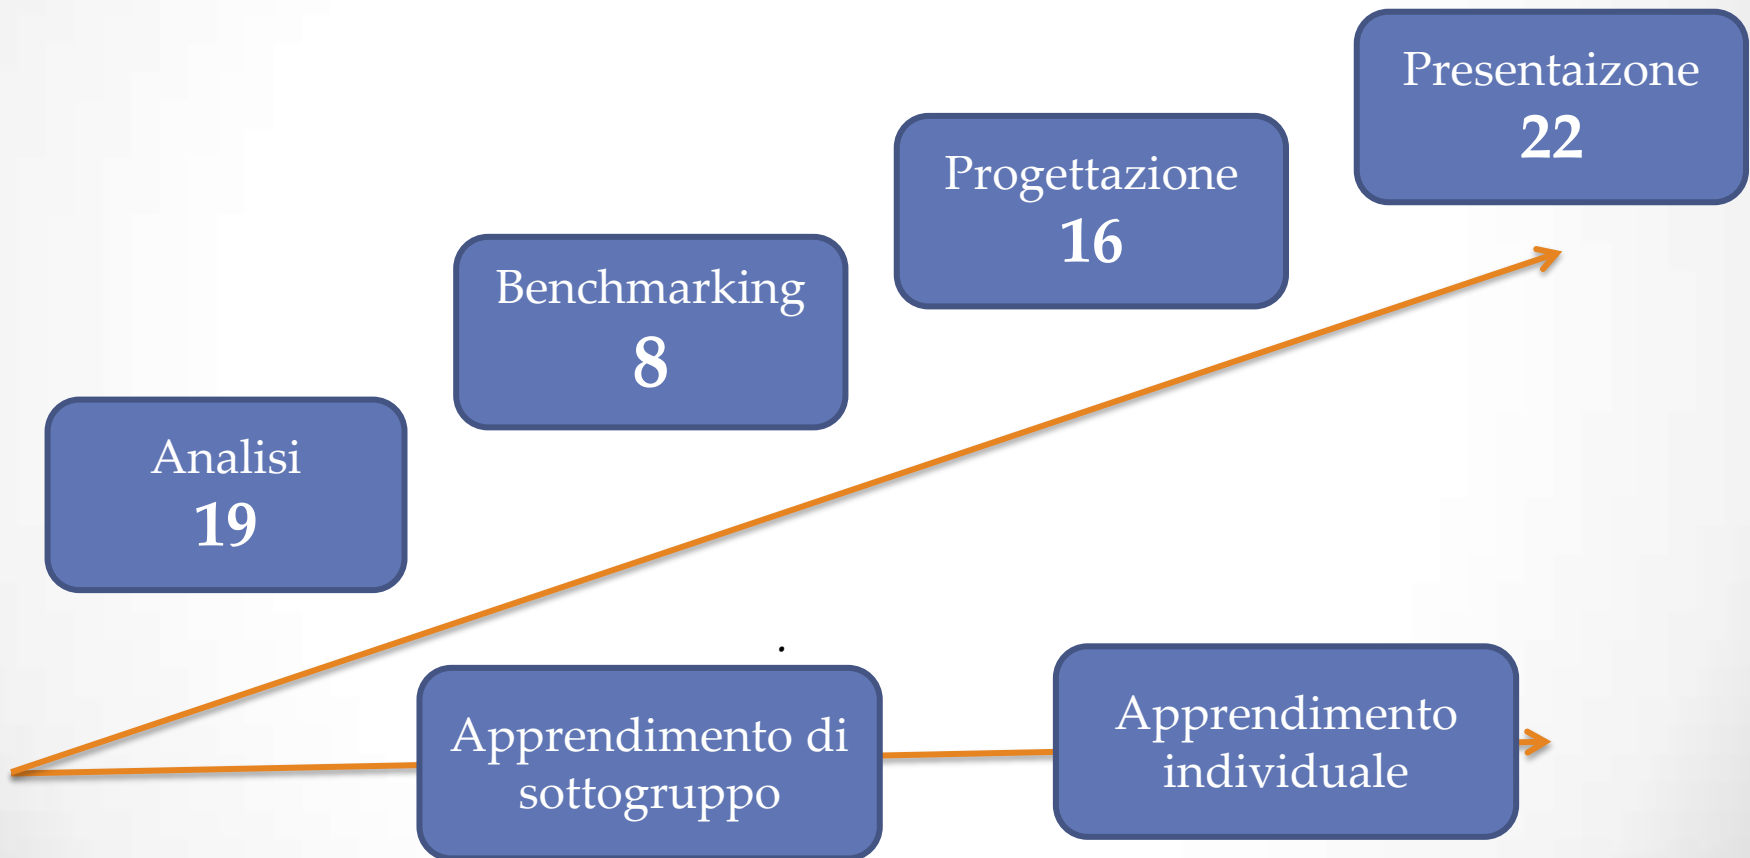 Presentaizone
22
Progettazione
16
Benchmarking
8
Analisi
19
.
Apprendimento di
sottogruppo
Apprendimento
individuale